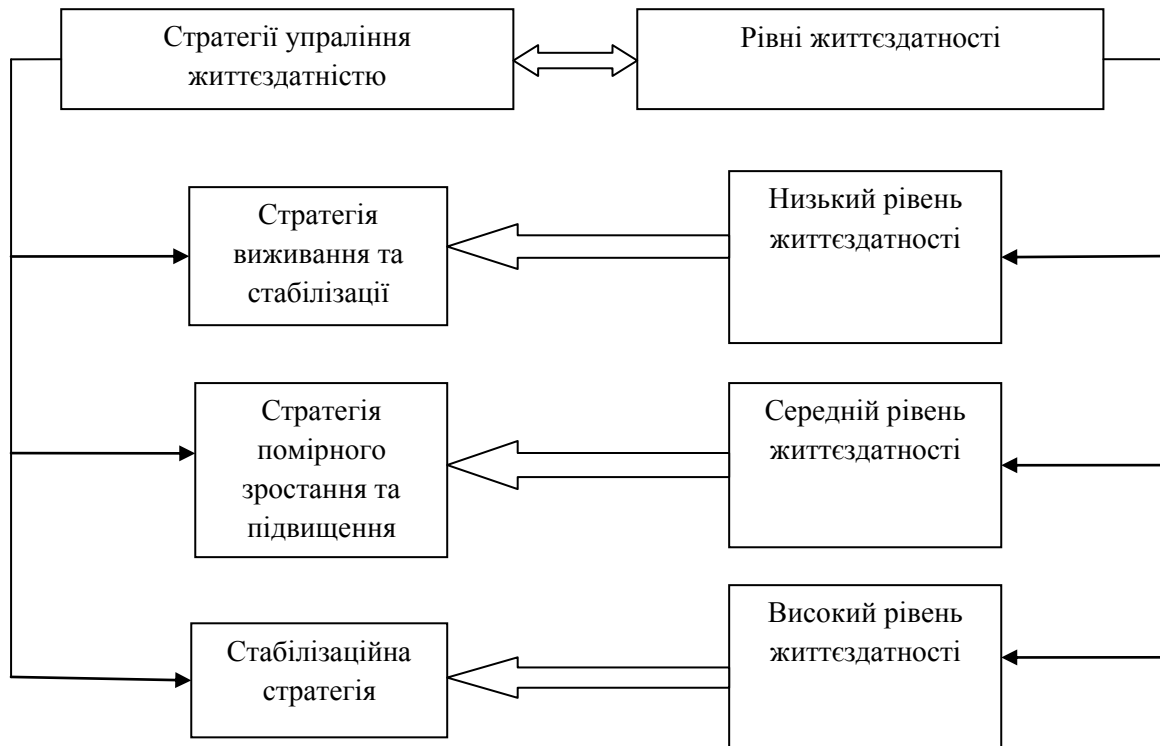 Стратегії упраління
життєздатністю
Рівні життєздатності
Стратегія
виживання та
стабілізації
Низький рівень
життєздатності
Стратегія
помірного
зростання та
підвищення
Середній рівень
життєздатності
Стабілізаційна
стратегія
Високий рівень
життєздатності